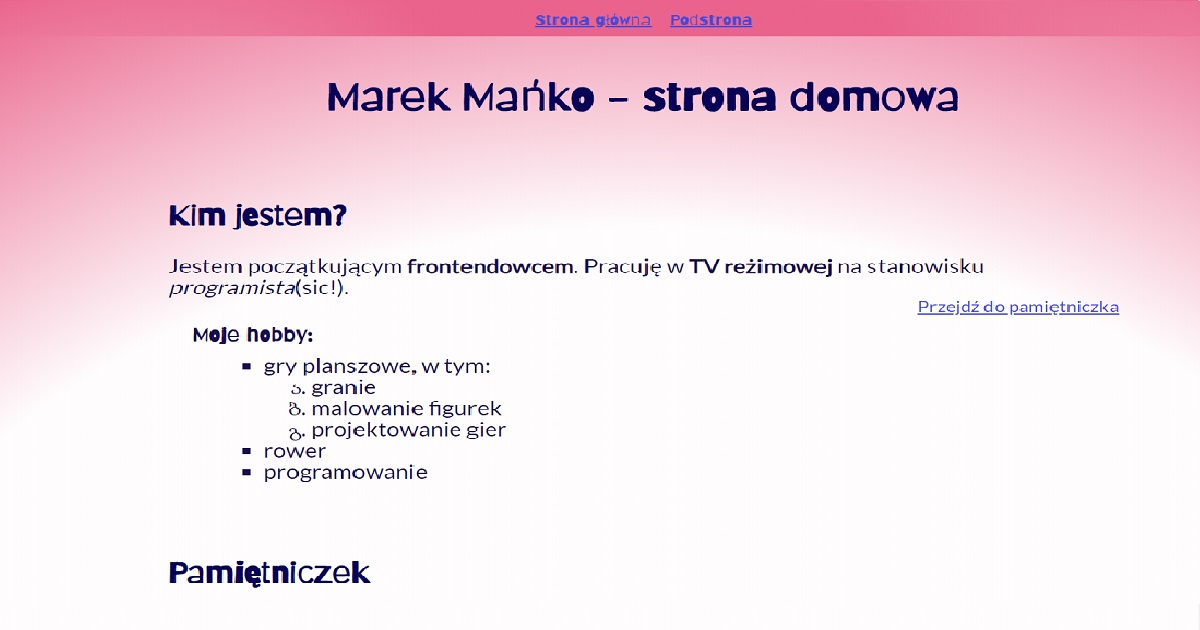 Strona główna Podstrona
Marek Mańko – strona domowa
Kim jestem?
Jestem początkującym frontendowcem. Pracuję w TV reżimowej na stanowisku
programista(sic!).
Przejdź do pamiętniczka
Moje hobby:
▪ gry planszowe, w tym:
ა. granie
ბ. malowanie figurek
გ. projektowanie gier
▪ rower
▪ programowanie
Pamiętniczek